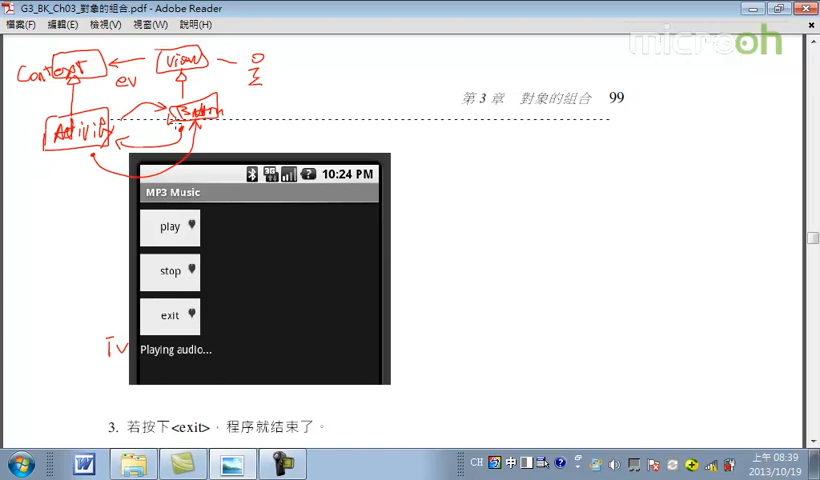 G3_BK_Ch03_對象的組合.pdf - Adobe Reader
檔案(F) 編輯(E) 檢視(V) 視窗(W) 說明(H)
microoh
Context
View
ev
Activity
Button
第 3 章 對象的組合 99
3G
10:24 PM
MP3 Music
play
stop
exit
TV
Playing audio...
3. 若按下<exit>，程序就结束了。
CH 中
上午 08:39
2013/10/19